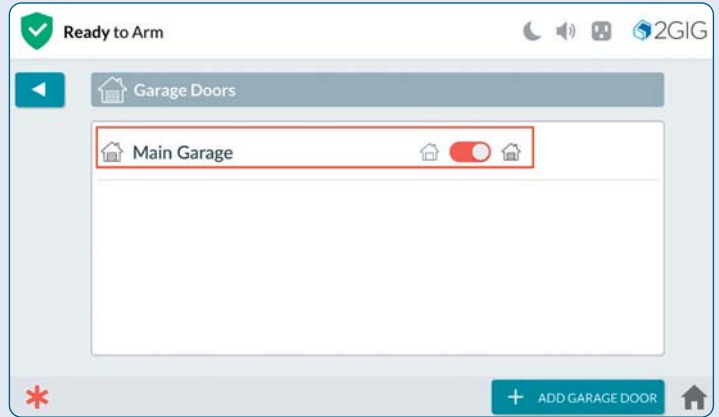 Ready to Arm
2GIG
Garage Doors
Main Garage
+ ADD GARAGE DOOR